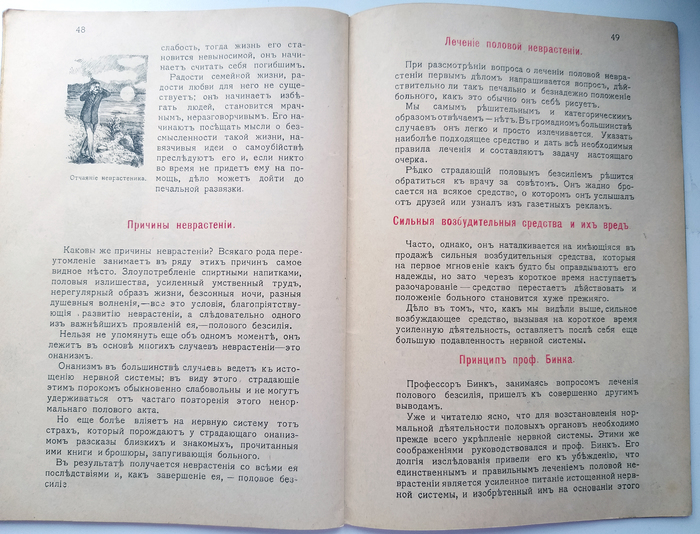 48
слабость, тогда жизнь его ста-
новится невыносимой, онъ начи-
наетъ считать себя погибшимъ.
Радости семейной жизни, ра-
дости любви для него не суще-
ствуетъ; онъ начинаетъ избѣ-
гать людей, становится мрач-
нымъ, неразговорчивымъ. Его на-
чинаютъ посѣщать мысли о без-
смысленности такой жизни, на-
вязчивыя идеи о самоубійствѣ
преслѣдуютъ его и, если никто
во время не придетъ ему на по-
мощь, дѣло можетъ дойти до
печальной развязки.
Отчаяніе неврастеника.
Причины неврастеніи.
Каковы же причины неврастеніи? Всякаго рода пере-
утомленіе занимаетъ въ ряду этихъ причинъ самое
видное мѣсто. Злоупотребленіе спиртными напитками,
половыя излишества, усиленный умственный трудъ,
нерегулярный образъ жизни, безсонныя ночи, разныя
душевныя волненія,—все это условія, благопріятству-
ющія развитію неврастеніи, а слѣдовательно одного
изъ важнѣйшихъ проявленій ея,—полового безсилія.
Нельзя не упомянуть еще объ одномъ моментѣ, онъ
лежитъ въ основѣ многихъ случаевъ неврастеніи—это
онанизмъ.
Онанизмъ въ большинствѣ случаевъ ведетъ къ исто-
щенію нервной системы; въ виду этого, страдающіе
этимъ порокомъ обыкновенно слабовольны и не могутъ
удерживаться отъ частаго повторенія этого ненор-
мальнаго полового акта.
Но еще болѣе вліяетъ на нервную систему тотъ
страхъ, который порождаютъ у страдающаго онаниз-
момъ разсказы близкихъ и знакомыхъ, прочитанныя
ими книги и брошюры, запугивающія больного.
Въ результатѣ получается неврастенія со всѣми ея
послѣдствіями и, какъ завершеніе ея, — половое без-
силіе
49
Леченіе половой неврастеніи.
При разсмотрѣніи вопроса о леченіи половой невра-
стеніи первымъ дѣломъ напрашивается вопросъ, дѣй-
ствительно ли такъ печально и безнадежно положеніе
больного, какъ это обычно онъ себѣ рисуетъ.
Мы самымъ рѣшительнымъ и категорическимъ
образомъ отвѣчаемъ—нѣтъ. Въ громадномъ большинствѣ
случаевъ онъ легко и просто излечивается. Указать
наиболѣе подходящее средство и дать всѣ необходимыя
правила леченія и составляютъ задачу настоящаго
очерка.
Рѣдко страдающій половымъ безсиліемъ рѣшится
обратиться къ врачу за совѣтомъ. Онъ жадно бро-
сается на всякое средство, о которомъ онъ услышалъ
отъ друзей или узналъ изъ газетныхъ рекламъ.
Сильныя возбудительныя средства и ихъ вредъ.
Часто, однако, онъ наталкивается на имѣющіяся въ
продажѣ сильныя возбудительныя средства, которыя
на первое мгновеніе какъ будто бы оправдываютъ его
надежды, но зато черезъ короткое время наступаетъ
разочарованіе—средство перестаетъ дѣйствовать и
положеніе больного становится хуже прежняго.
Дѣло въ томъ, что, какъ мы видѣли выше, сильное
возбуждающее средство, вызывая на короткое время
усиленную дѣятельность, оставляетъ послѣ себя еще
большую подавленность нервной системы.
Принципъ проф. Бинка.
Профессоръ Бинкъ, занимаясь вопросомъ леченія
полового безсилія, пришелъ къ совершенно другимъ
выводамъ.
Уже и читателю ясно, что для возстановленія нор-
мальной дѣятельности половыхъ органовъ необходимо
прежде всего укрѣпленіе нервной системы. Этими же
соображеніями руководствовался и проф. Бинкъ. Его
долгія изслѣдованія привели его къ убѣжденію, что
единственнымъ и правильнымъ леченіемъ половой не-
врастеніи является усиленное питаніе истощенной нерв-
ной системы, и изобрѣтенный имъ на основаніи этого